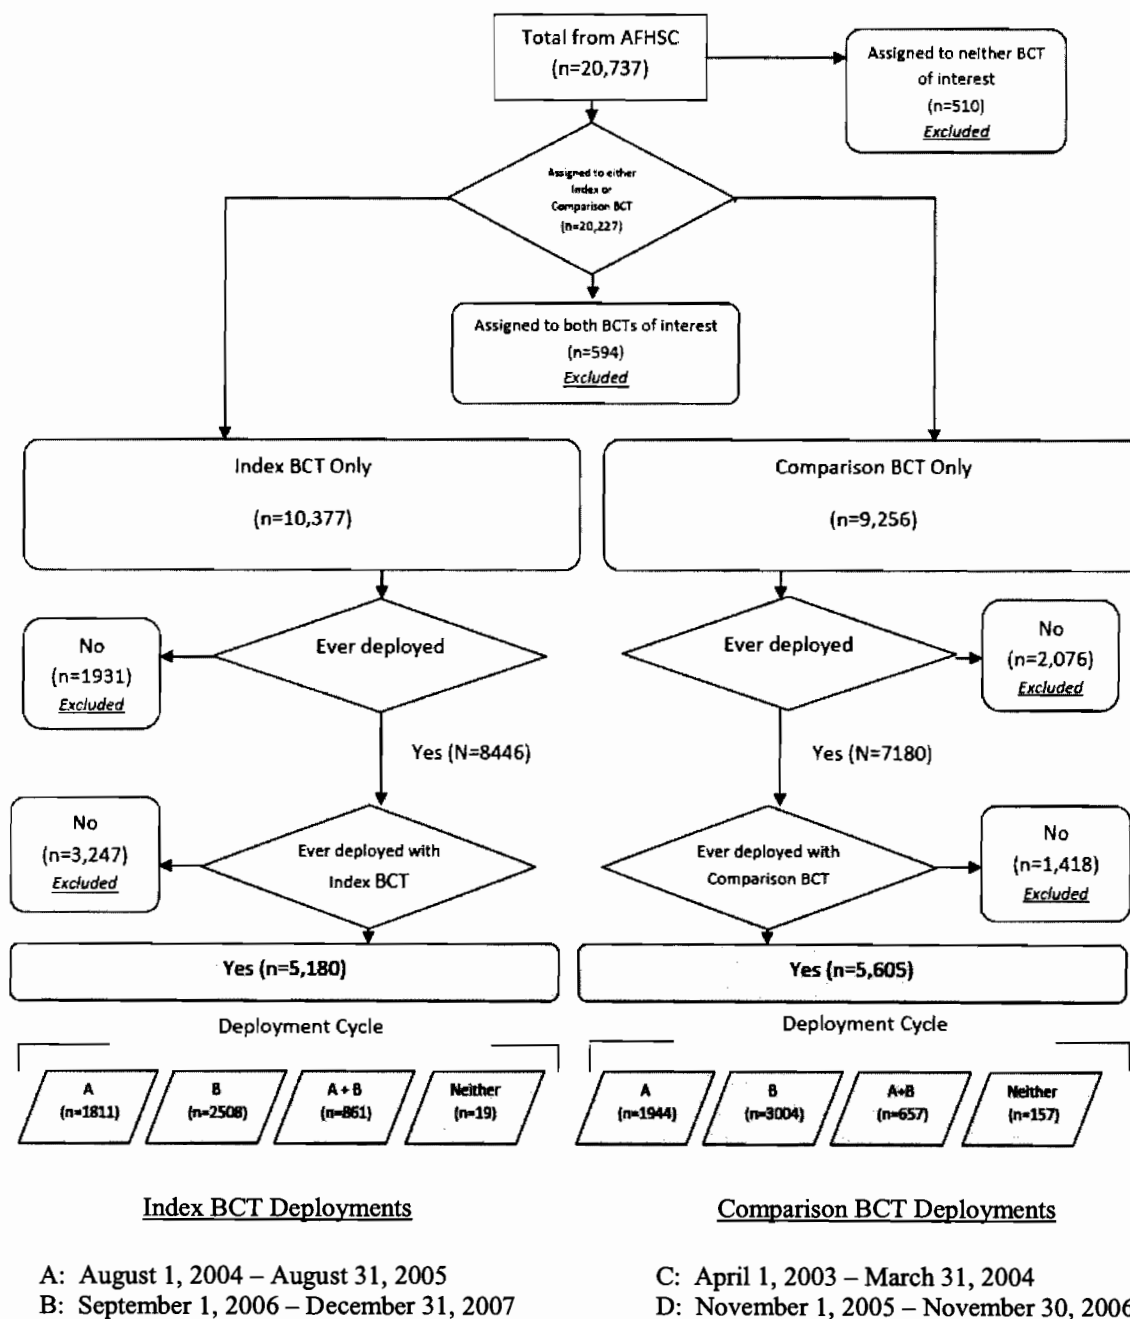 Total from AFHSC
(n=20,737)
Assigned to neither BCT
of interest
(n=510)
Excluded
Assigned to either
Index or
Comparison BCT
(n=20,227)
Assigned to both BCTs of interest
(n=594)
Excluded
Index BCT Only
(n=10,377)
Comparison BCT Only
(n=9,256)
Ever deployed
No
(n=1931)
Excluded
Yes (N=8446)
Ever deployed
No
(n=2,076)
Excluded
Yes (N=7180)
No
(n=3,247)
Excluded
Ever deployed with
Index BCT
Ever deployed with
Comparison BCT
No
(n=1,418)
Excluded
Yes (n=5,180)
Yes (n=5,605)
Deployment Cycle
Deployment Cycle
A
(n=1811)
B
(n=2508)
A + B
(n=861)
Neither
(n=19)
A
(n=1944)
B
(n=3004)
A+B
(n=657)
Neither
(n=157)
Index BCT Deployments
A: August 1, 2004 – August 31, 2005
B: September 1, 2006 – December 31, 2007
Comparison BCT Deployments
C: April 1, 2003 – March 31, 2004
D: November 1, 2005 – November 30, 2006